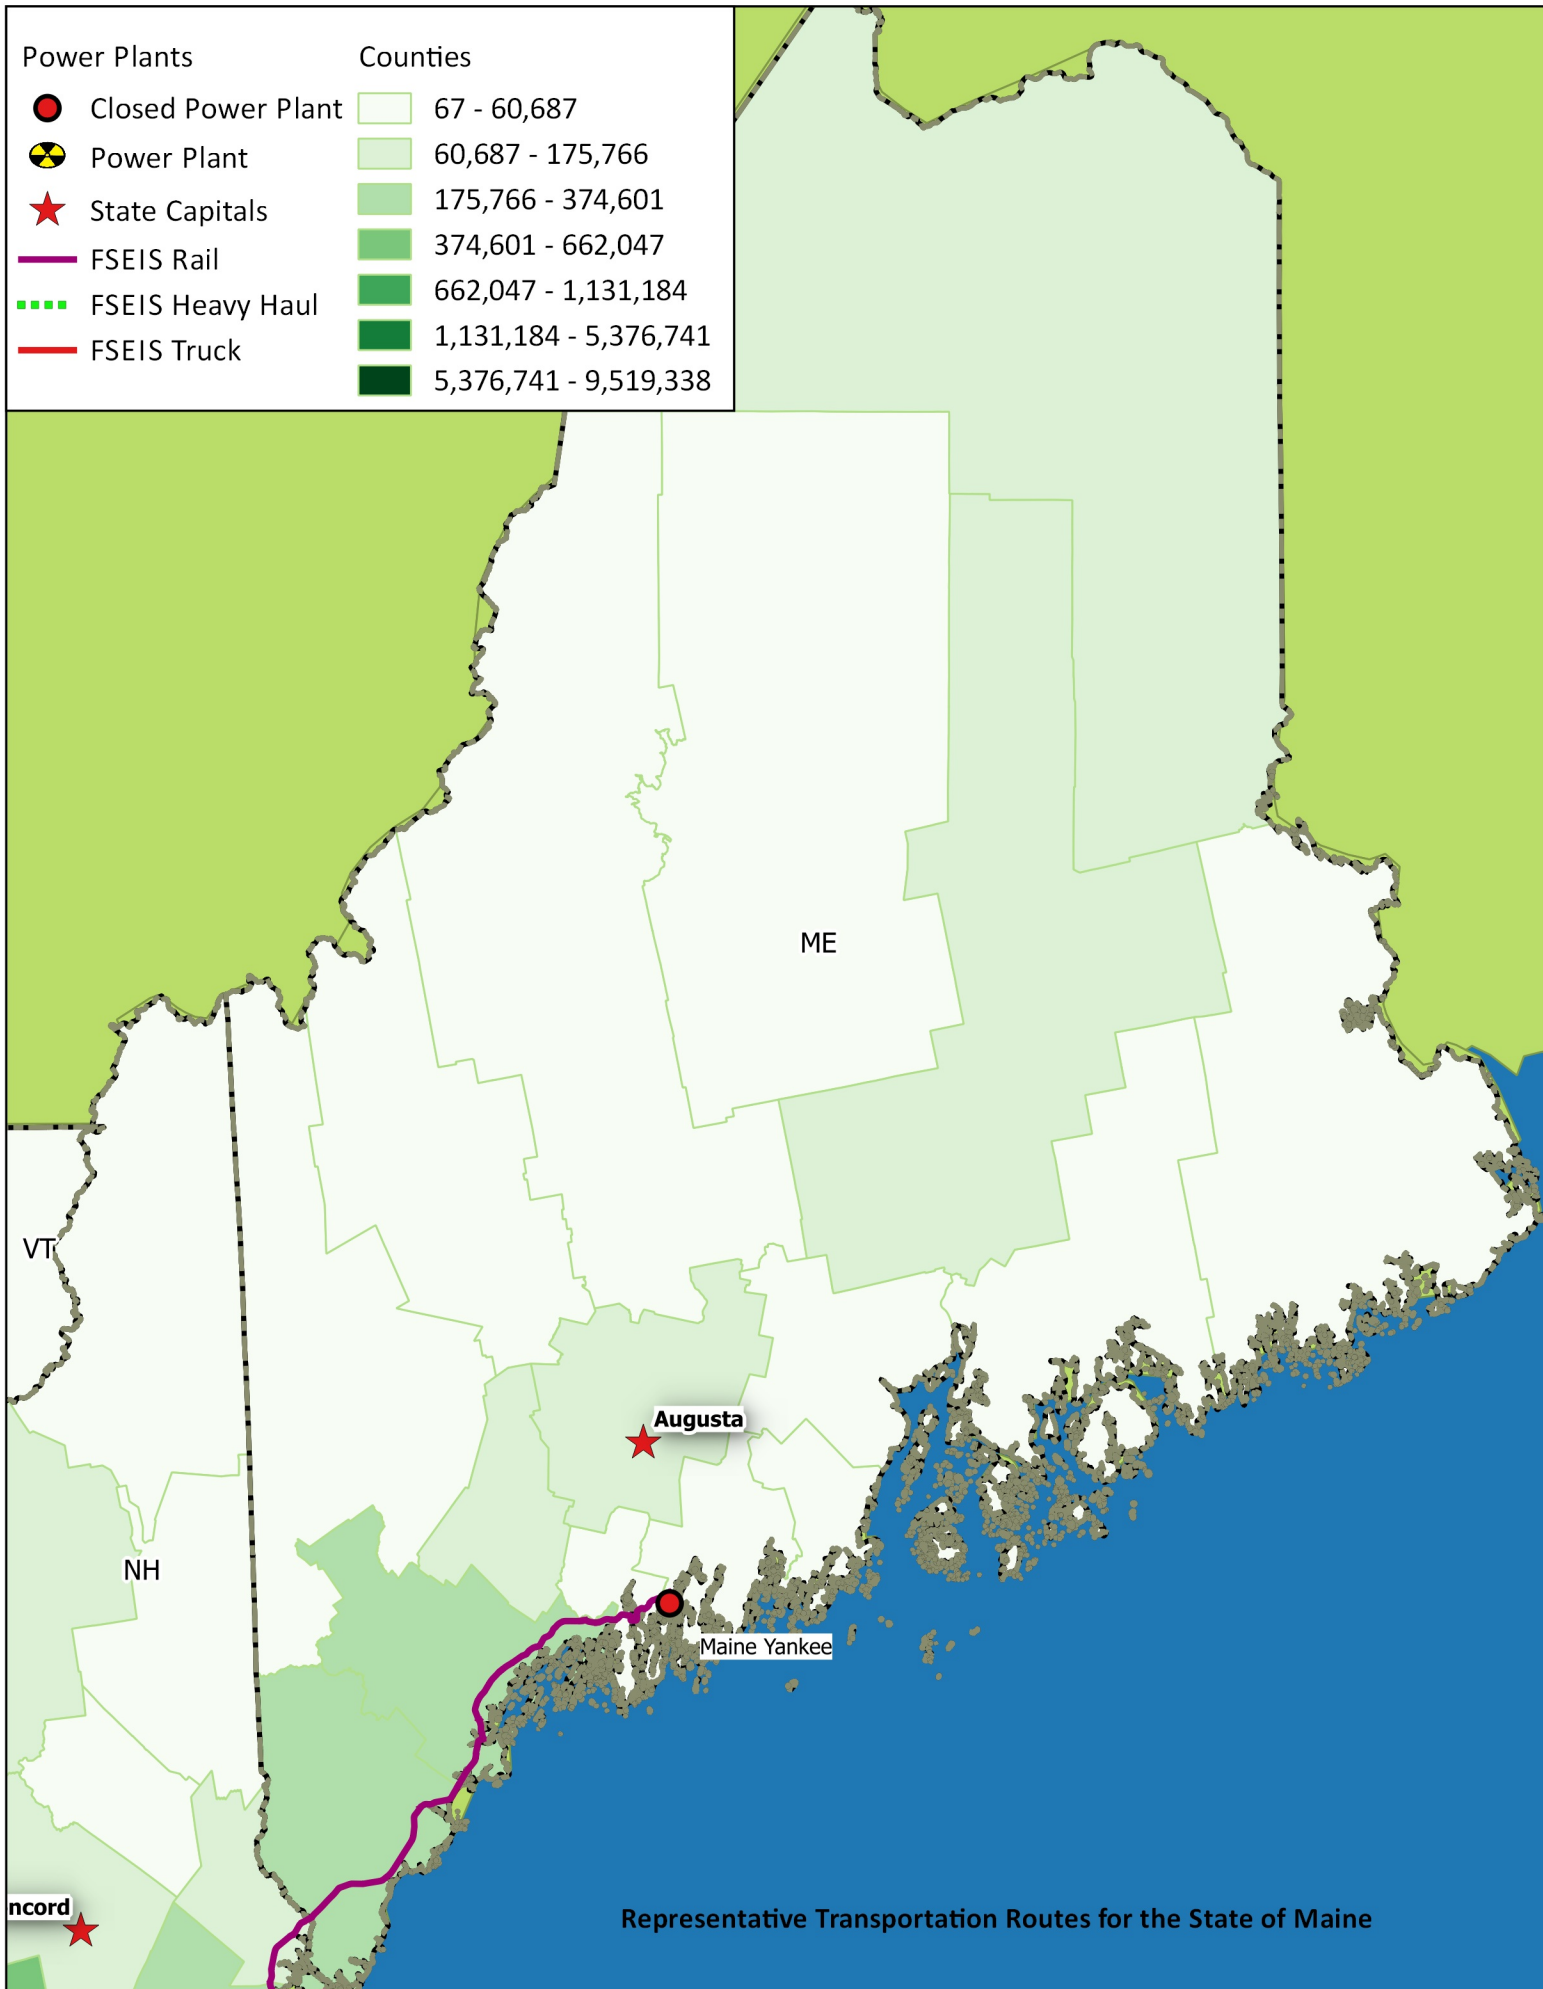 Power Plants
Closed Power Plant
Power Plant
State Capitals
FSEIS Rail
FSEIS Heavy Haul
FSEIS Truck
Counties
67 - 60,687
60,687 - 175,766
175,766 - 374,601
374,601 - 662,047
662,047 - 1,131,184
1,131,184 - 5,376,741
5,376,741 - 9,519,338
ME
VT
Augusta
NH
Maine Yankee
ncord
Representative Transportation Routes for the State of Maine